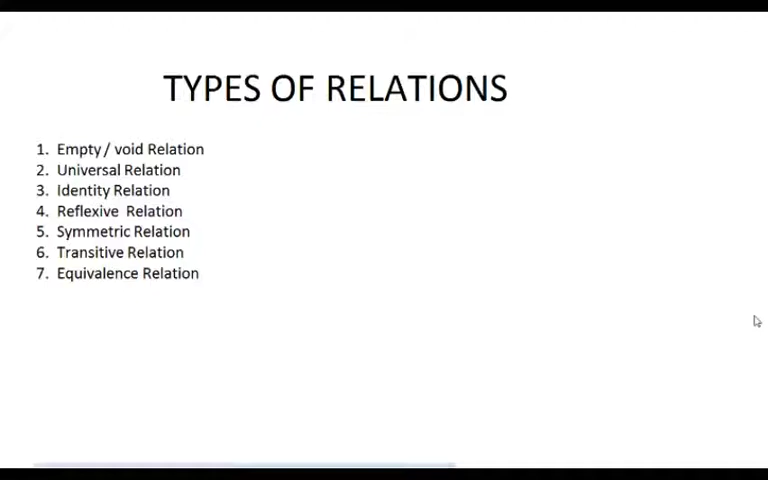 TYPES OF RELATIONS
1. Empty / void Relation
2. Universal Relation
3. Identity Relation
4. Reflexive Relation
5. Symmetric Relation
6. Transitive Relation
7. Equivalence Relation